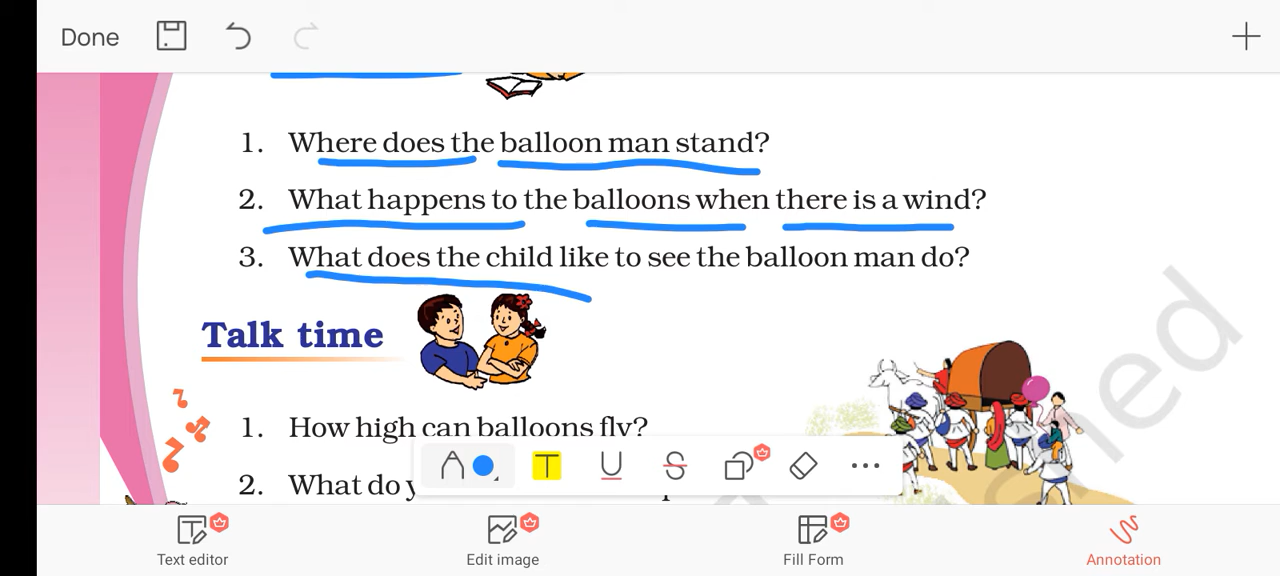 Done
1. Where does the balloon man stand?
2. What happens to the balloons when there is a wind?
3. What does the child like to see the balloon man do?
Talk time
1. How high can balloons fly?
2. What do
Text editor
Edit image
Fill Form
Annotation